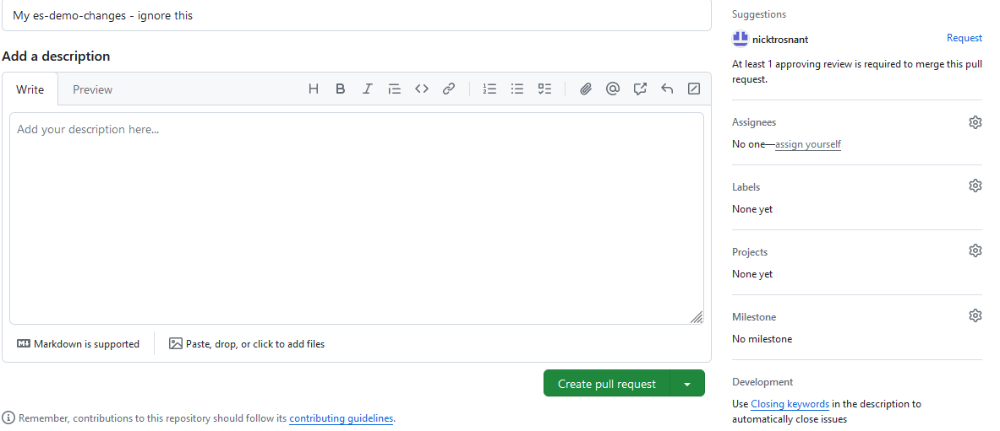 My es-demo-changes - ignore this
Add a description
Write
Preview
H B I
Add your description here...
Markdown is supported
Paste, drop, or click to add files
Create pull request
Remember, contributions to this repository should follow its contributing guidelines.
Suggestions
nicktrosnant
Request
At least 1 approving review is required to merge this pull
request.
Assignees
No one—assign yourself
Labels
None yet
Projects
None yet
Milestone
No milestone
Development
Use Closing keywords in the description to
automatically close issues